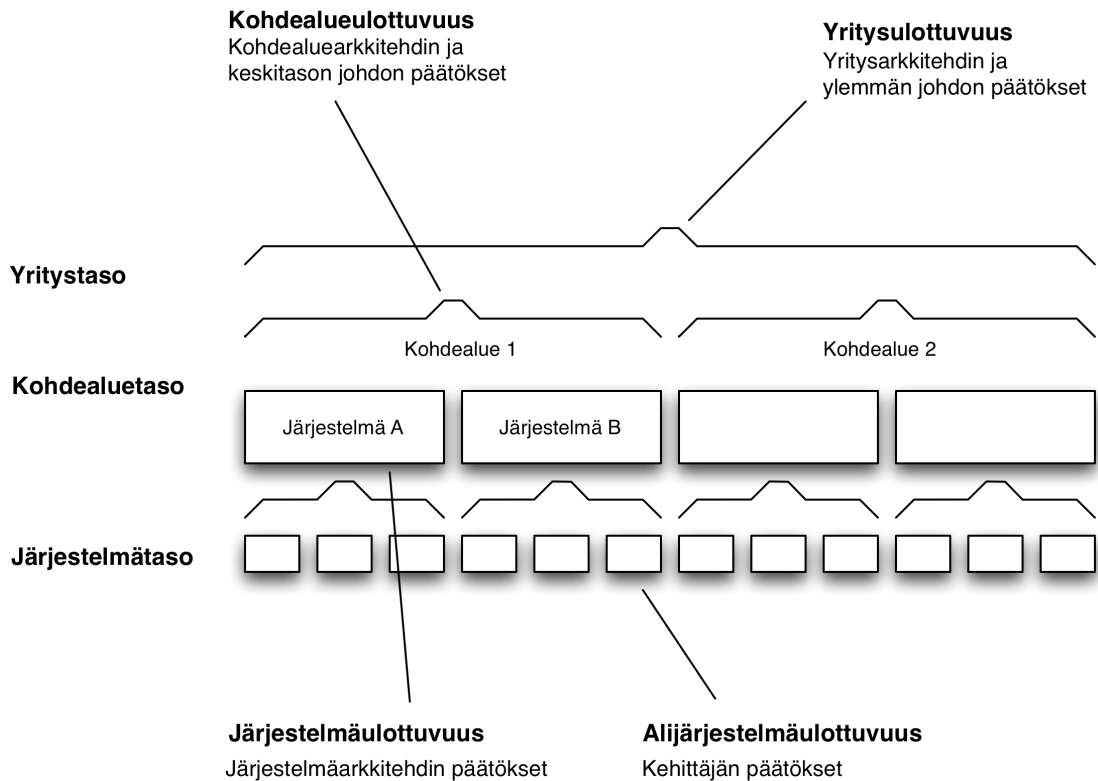 Kohdealueulottuvuus
Kohdealuearkkitehdin ja
keskitason johdon päätökset
Yritysulottuvuus
Yritysarkkitehdin ja
ylemmän johdon päätökset
Yritystaso
Kohdealue 1
Kohdealue 2
Kohdealuetaso
Järjestelmä A
Järjestelmä B
Järjestelmätaso
Järjestelmäulottuvuus
Järjestelmäarkkitehdin päätökset
Alijärjestelmäulottuvuus
Kehittäjän päätökset